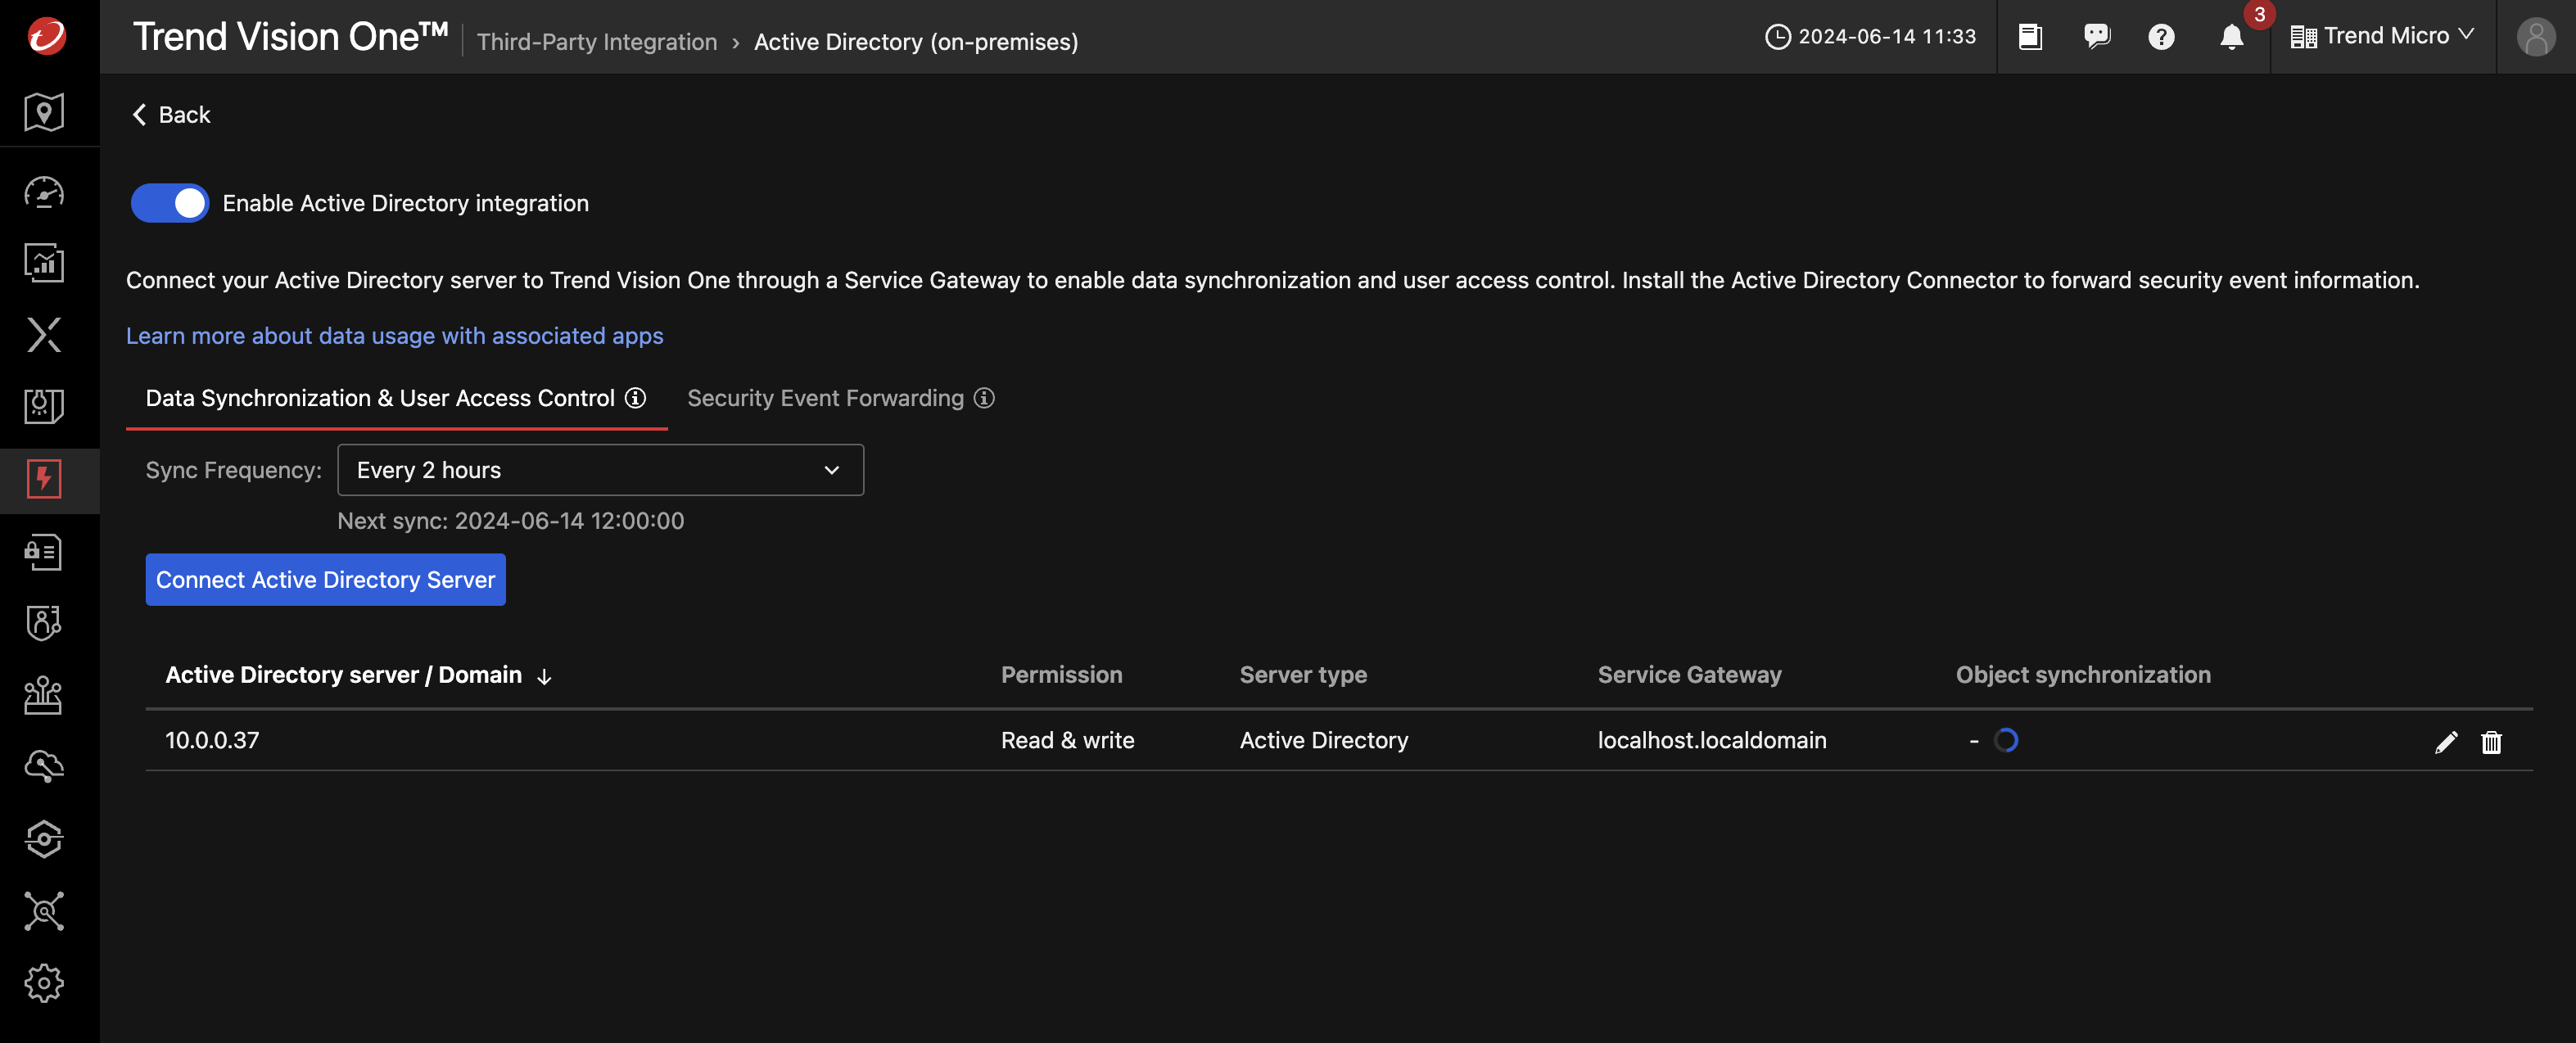 Trend Vision One™ Third-Party Integration › Active Directory (on-premises) 2024-06-14 11:33 3 Trend Micro
Back
Enable Active Directory integration
Connect your Active Directory server to Trend Vision One through a Service Gateway to enable data synchronization and user access control. Install the Active Directory Connector to forward security event information.
Learn more about data usage with associated apps
Data Synchronization & User Access Control Security Event Forwarding
Sync Frequency: Every 2 hours
Next sync: 2024-06-14 12:00:00
Connect Active Directory Server
Active Directory server / Domain ↓ Permission Server type Service Gateway Object synchronization
10.0.0.37 Read & write Active Directory localhost.localdomain -